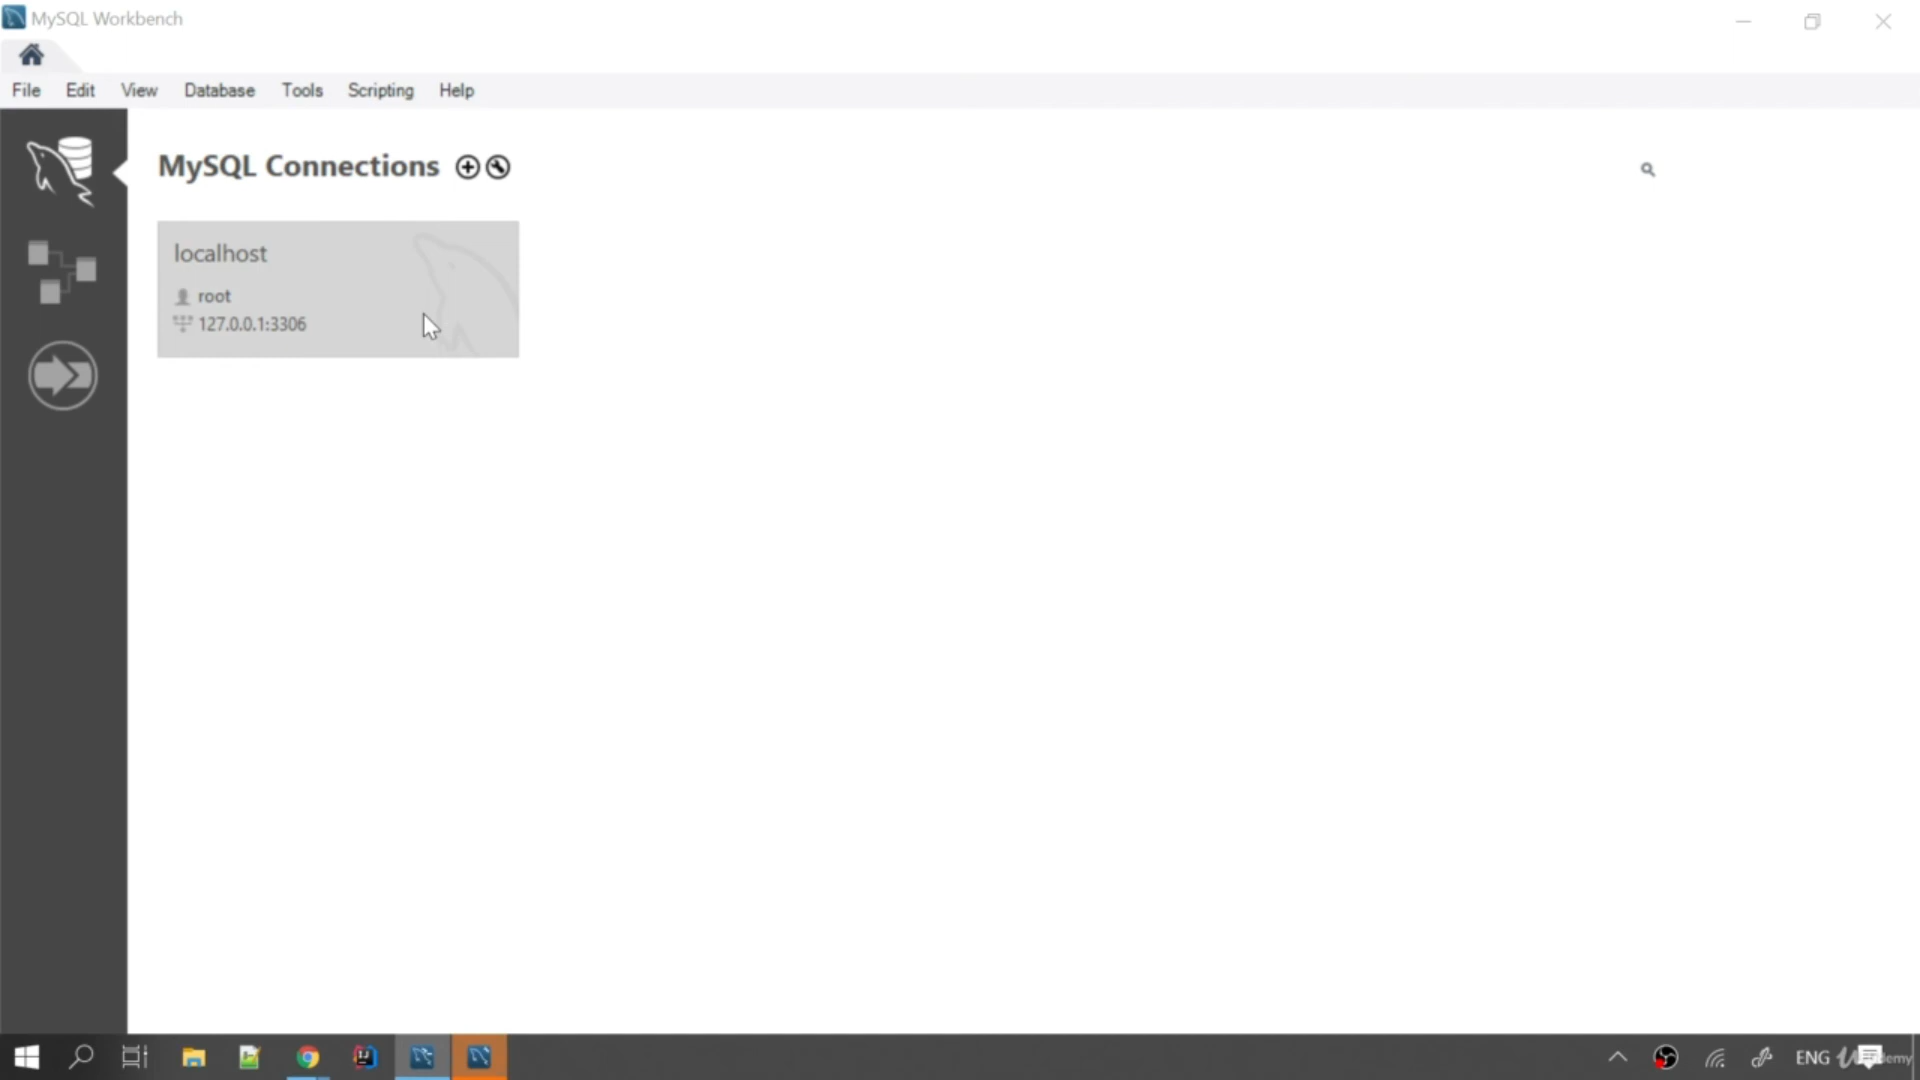 MySQL Workbench
File Edit View Database Tools Scripting Help
MySQL Connections
localhost
root
127.0.0.1:3306
ENG